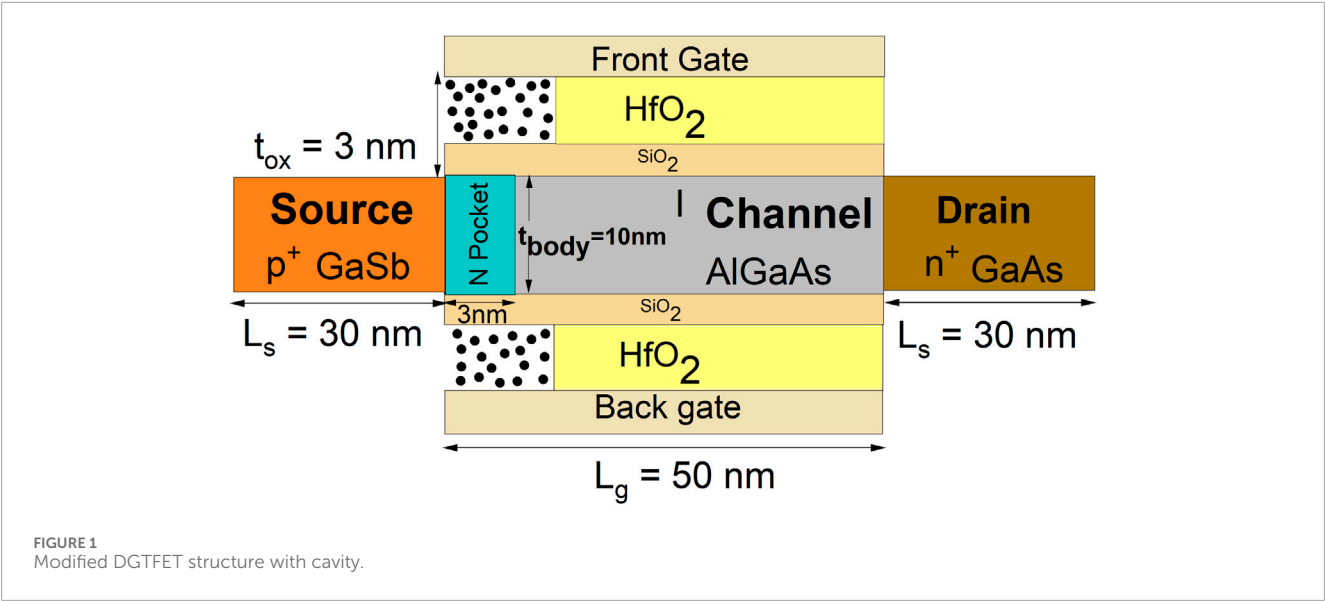 Front Gate
HfO2
tox = 3 nm
SiO2
Source
p+ GaSb
N Pocket
tbody=10nm
I Channel
AlGaAs
Drain
n+ GaAs
3nm
SiO2
Ls = 30 nm
Ls = 30 nm
HfO2
Back gate
Lg = 50 nm
FIGURE 1
Modified DGTFET structure with cavity.